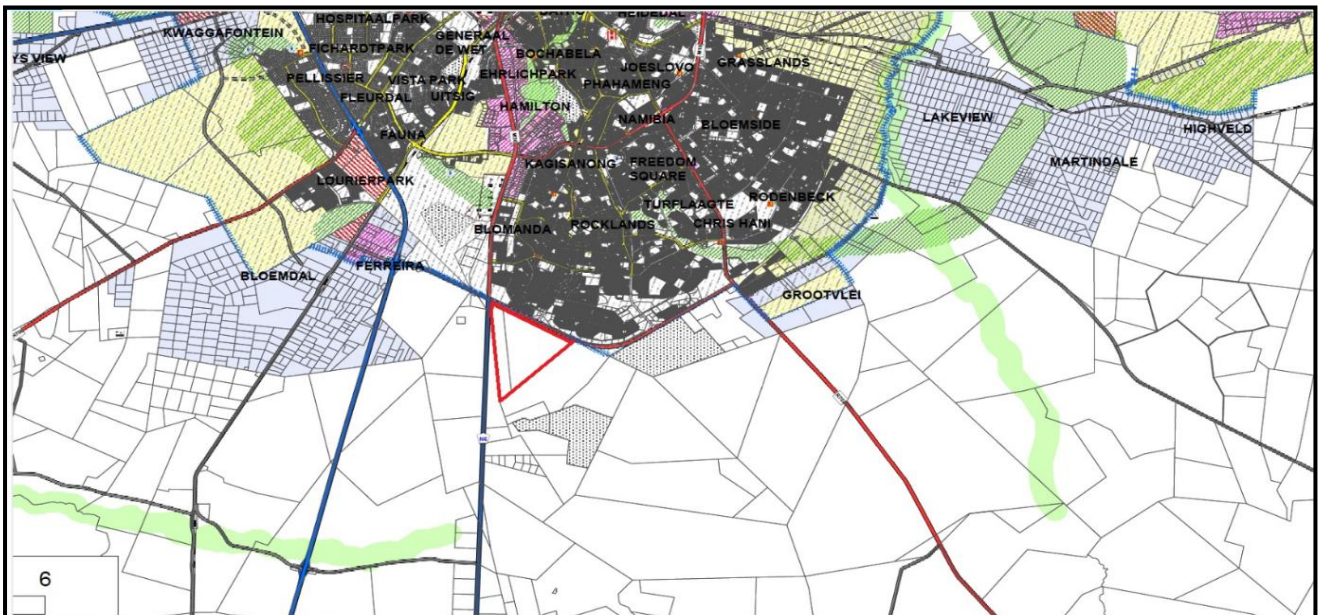 HOSPITAALPARK
HEIDEDAL
KWAGGAFONTEIN
GENERAAL
DE WET
FICHARDTPARK
BOCHABELA
YS VIEW
JOESLOVO
GRASSLANDS
PELLISSIER
VISTA PARK
EHRLICHPARK
PHAHAMENG
FLEURDAL
UITSIG
HAMILTON
NAMIBIA
BLOEMSIDE
LAKEVIEW
HIGHVELD
FAUNA
KAGISANONG
FREEDOM
SQUARE
MARTINDALE
LOURIERPARK
TURFLAAGTE
RODENBECK
BLOMANDA
ROCKLANDS
CHRIS HANI
FERREIRA
BLOEMDAL
GROOTVLEI
6